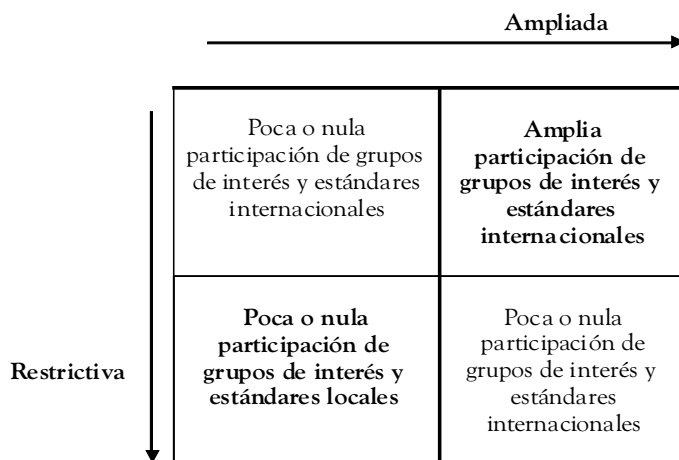 Ampliada
Poca o nula
participación de grupos
de interés y estándares
internacionales
Amplia
participación de
grupos de interés y
estándares
internacionales
Restrictiva
Poca o nula
participación de
grupos de interés y
estándares locales
Poca o nula
participación de
grupos de interés y
estándares
internacionales